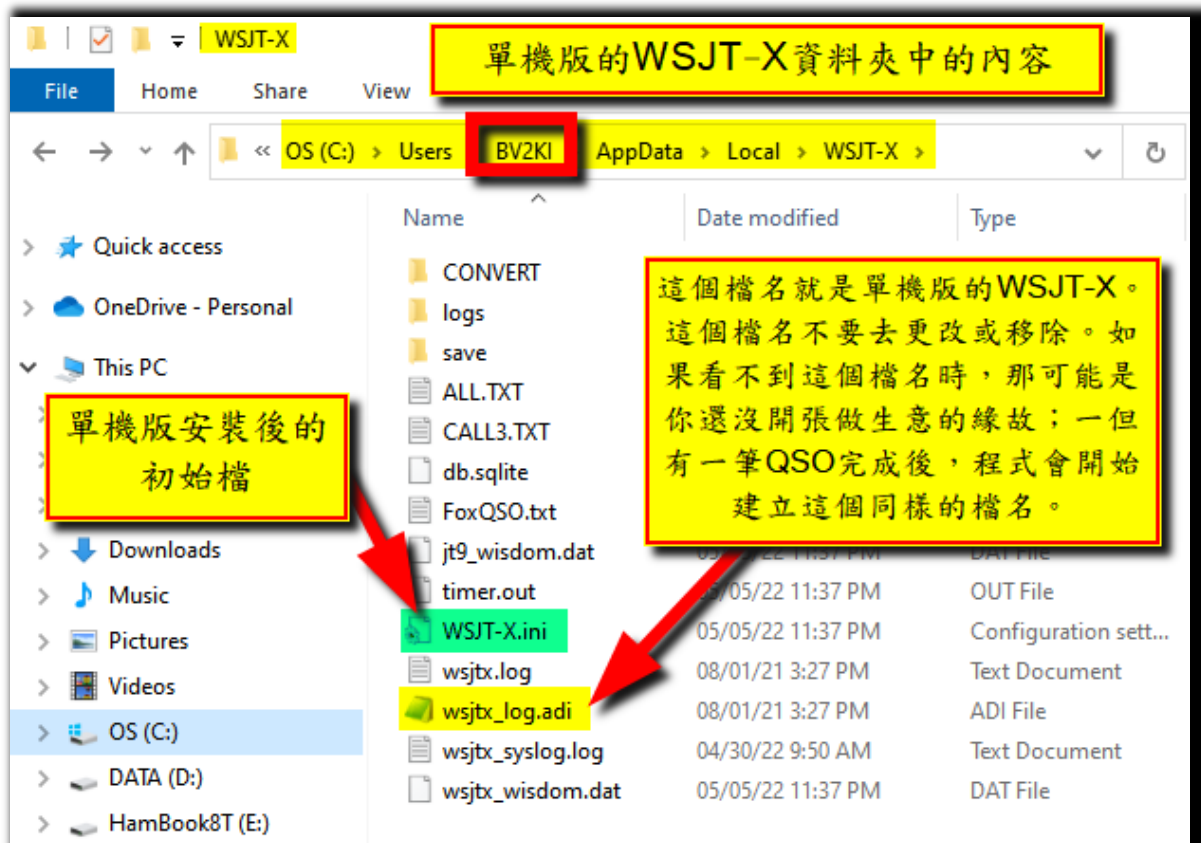 WSJT-X
單機版的WSJT-X資料夾中的內容
File Home Share View
« OS (C:) > Users BV2KI AppData > Local > WSJT-X >
Name Date modified Type
Quick access
OneDrive - Personal
This PC
Downloads
Music
Pictures
Videos
OS (C:)
DATA (D:)
HamBook8T (E:)
單機版安裝後的
初始檔
這個檔名就是單機版的WSJT-X。
這個檔名不要去更改或移除。如
果看不到這個檔名時,那可能是
你還沒開張做生意的緣故;一但
有一筆QSO完成後,程式會開始
建立這個同樣的檔名。
CONVERT
logs
save
ALL.TXT
CALL3.TXT
db.sqlite
FoxQSO.txt
jt9_wisdom.dat 11:37 PM DAT File
timer.out /05/22 11:37 PM OUT File
WSJT-X.ini 05/05/22 11:37 PM Configuration sett...
wsjtx.log 08/01/21 3:27 PM Text Document
wsjtx_log.adi 08/01/21 3:27 PM ADI File
wsjtx_syslog.log 04/30/22 9:50 AM Text Document
wsjtx_wisdom.dat 05/05/22 11:37 PM DAT File